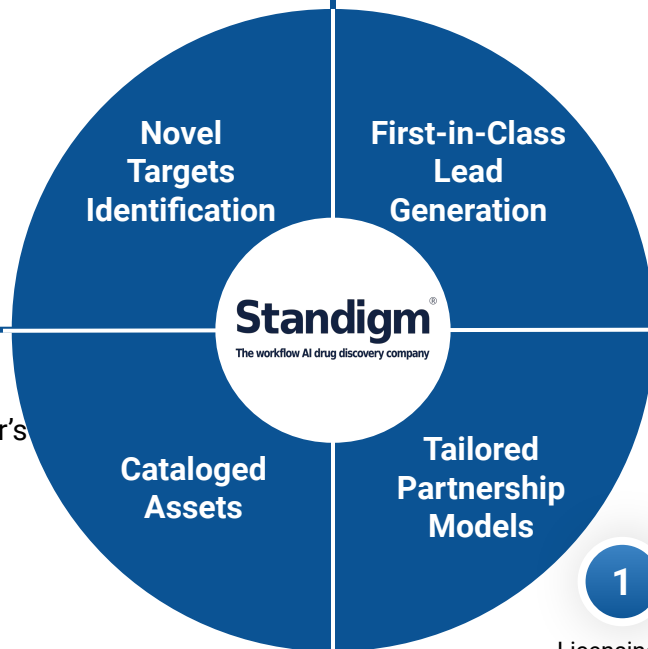 Novel
Targets
Identification
First-in-Class
Lead
Generation
Standigm®
The workflow AI drug discovery company
r's
Cataloged
Assets
Tailored
Partnership
Models
1